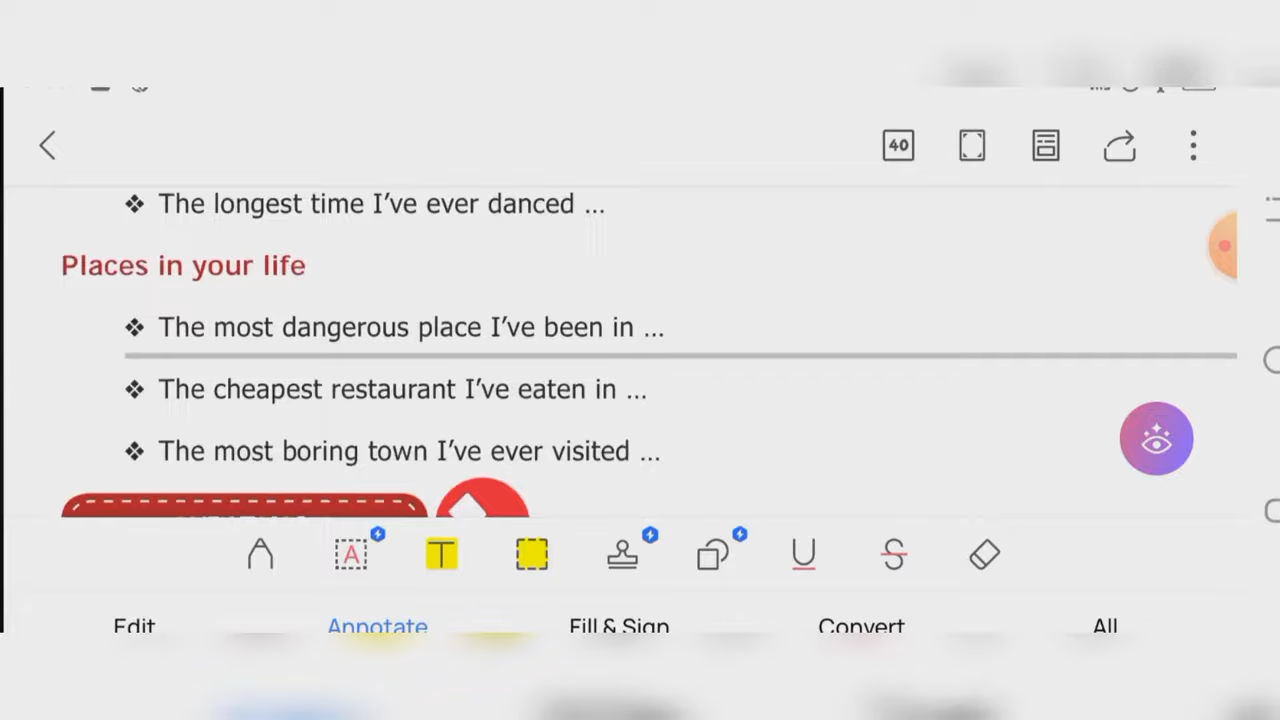 40
❖ The longest time I've ever danced ...
Places in your life
❖ The most dangerous place I've been in ...
❖ The cheapest restaurant I've eaten in ...
❖ The most boring town I've ever visited ...
A T U S
Edit Annotate Fill & Sign Convert All